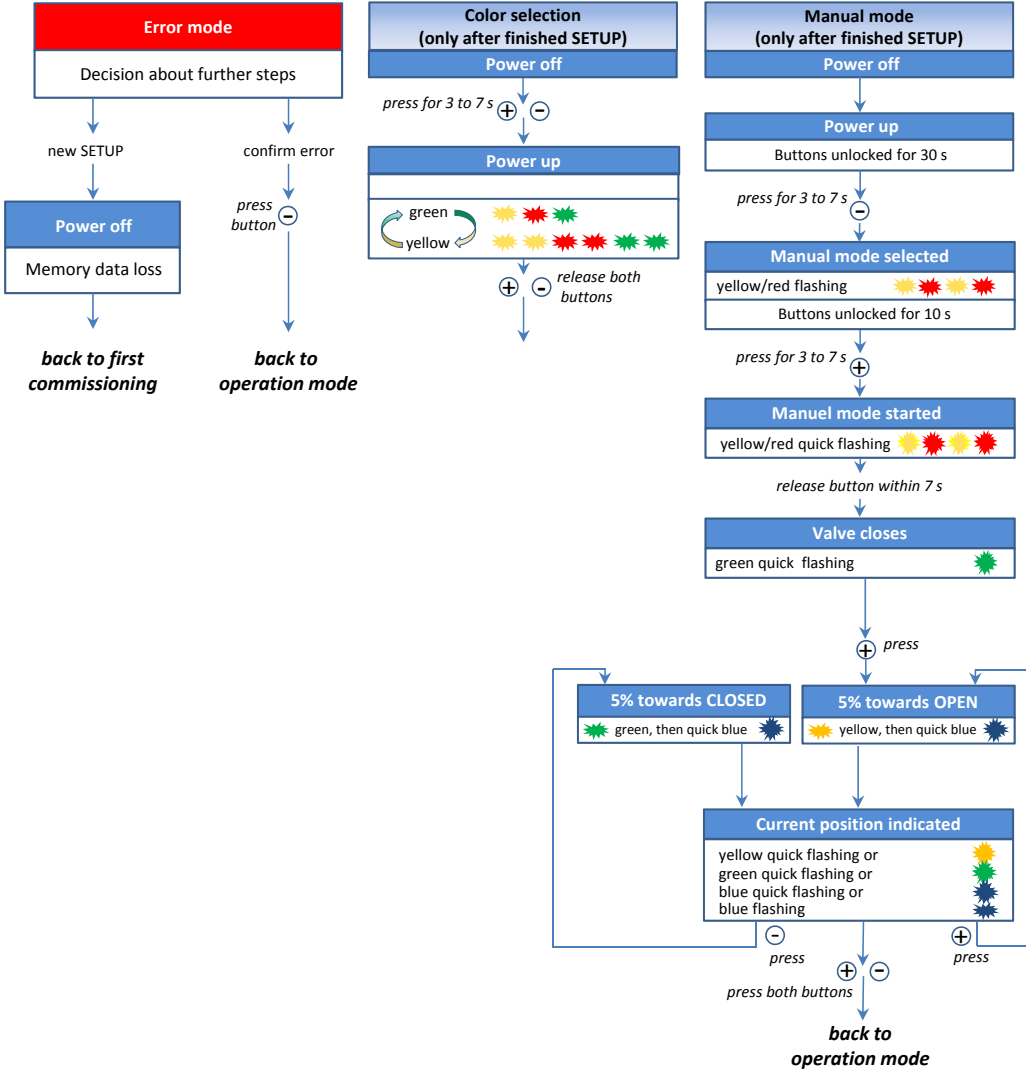 Error mode
Decision about further steps
new SETUP
confirm error
press
button
−
Power off
Memory data loss
back to first
commissioning
back to
operation mode
Color selection
(only after finished SETUP)
Power off
press for 3 to 7 s + −
Power up
green
yellow
+ − release both
buttons
Manual mode
(only after finished SETUP)
Power off
Power up
Buttons unlocked for 30 s
press for 3 to 7 s
−
Manual mode selected
yellow/red flashing
Buttons unlocked for 10 s
press for 3 to 7 s
+
Manuel mode started
yellow/red quick flashing
release button within 7 s
Valve closes
green quick flashing
+ press
5% towards CLOSED
green, then quick blue
5% towards OPEN
yellow, then quick blue
Current position indicated
yellow quick flashing or
green quick flashing or
blue quick flashing or
blue flashing
−
press
+
press
+ −
press both buttons
back to
operation mode